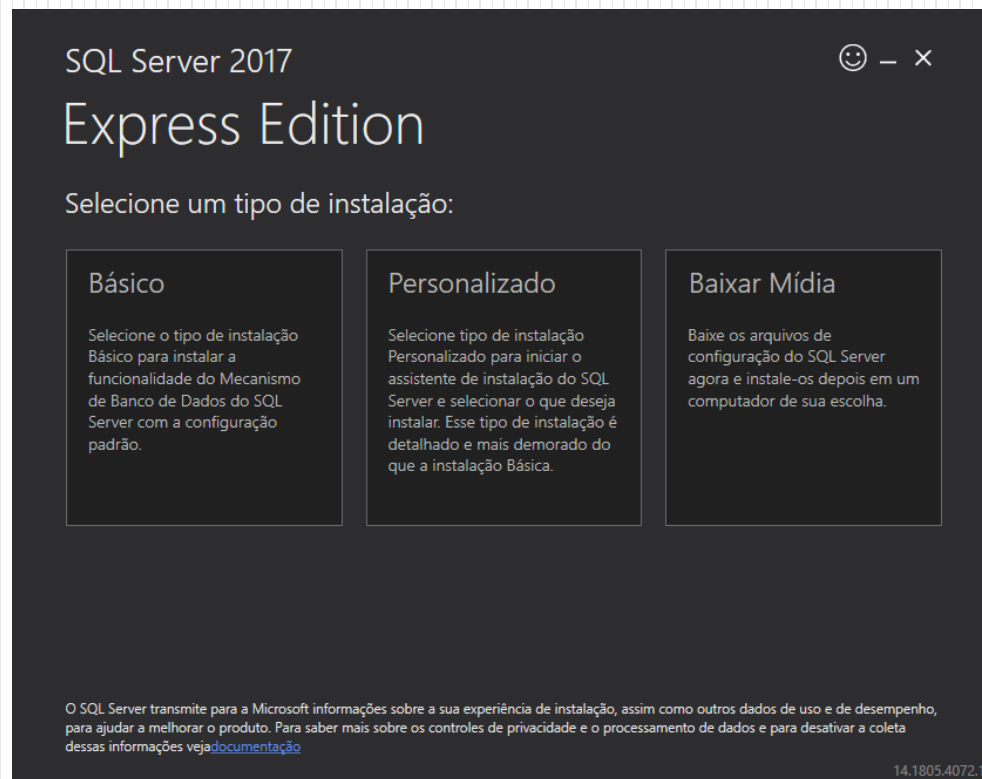 SQL Server 2017
Express Edition
Selecione um tipo de instalação:
Básico
Selecione o tipo de instalação
Básico para instalar a
funcionalidade do Mecanismo
de Banco de Dados do SQL
Server com a configuração
padrão.
Personalizado
Selecione tipo de instalação
Personalizado para iniciar o
assistente de instalação do SQL
Server e selecionar o que deseja
instalar. Esse tipo de instalação é
detalhado e mais demorado do
que a instalação Básica.
Baixar Mídia
Baixe os arquivos de
configuração do SQL Server
agora e instale-os depois em um
computador de sua escolha.
O SQL Server transmite para a Microsoft informações sobre a sua experiência de instalação, assim como outros dados de uso e de desempenho,
para ajudar a melhorar o produto. Para saber mais sobre os controles de privacidade e o processamento de dados e para desativar a coleta
dessas informações vejadocumentação
14.1805.4072.1